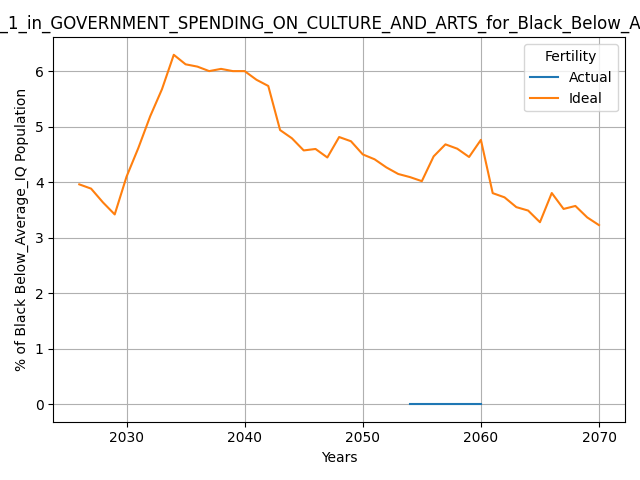 _1_in_GOVERNMENT_SPENDING_ON_CULTURE_AND_ARTS_for_Black_Below_A
Fertility
Actual
Ideal
% of Black Below_Average_IQ Population
6
5
4
3
2
1
0
2030 2040 2050 2060 2070
Years